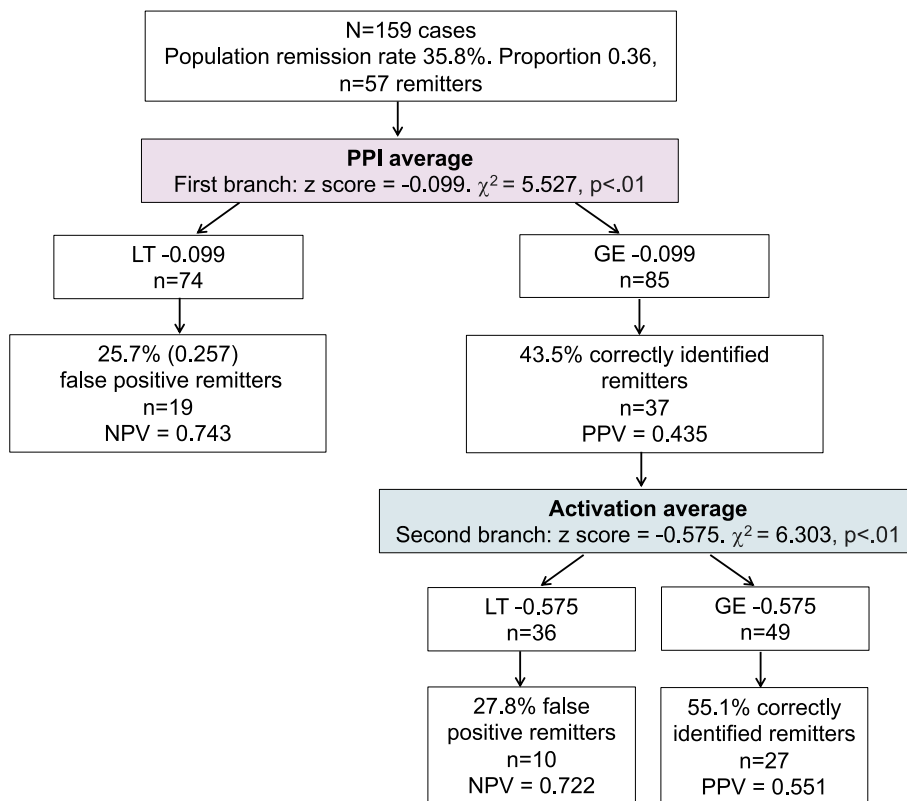 N=159 cases
Population remission rate 35.8%. Proportion 0.36,
n=57 remitters
PPI average
First branch: z score = -0.099. χ² = 5.527, p<.01
LT -0.099
n=74
GE -0.099
n=85
25.7% (0.257)
false positive remitters
n=19
NPV = 0.743
43.5% correctly identified
remitters
n=37
PPV = 0.435
Activation average
Second branch: z score = -0.575. χ² = 6.303, p<.01
LT -0.575
n=36
GE -0.575
n=49
27.8% false
positive remitters
n=10
NPV = 0.722
55.1% correctly
identified remitters
n=27
PPV = 0.551